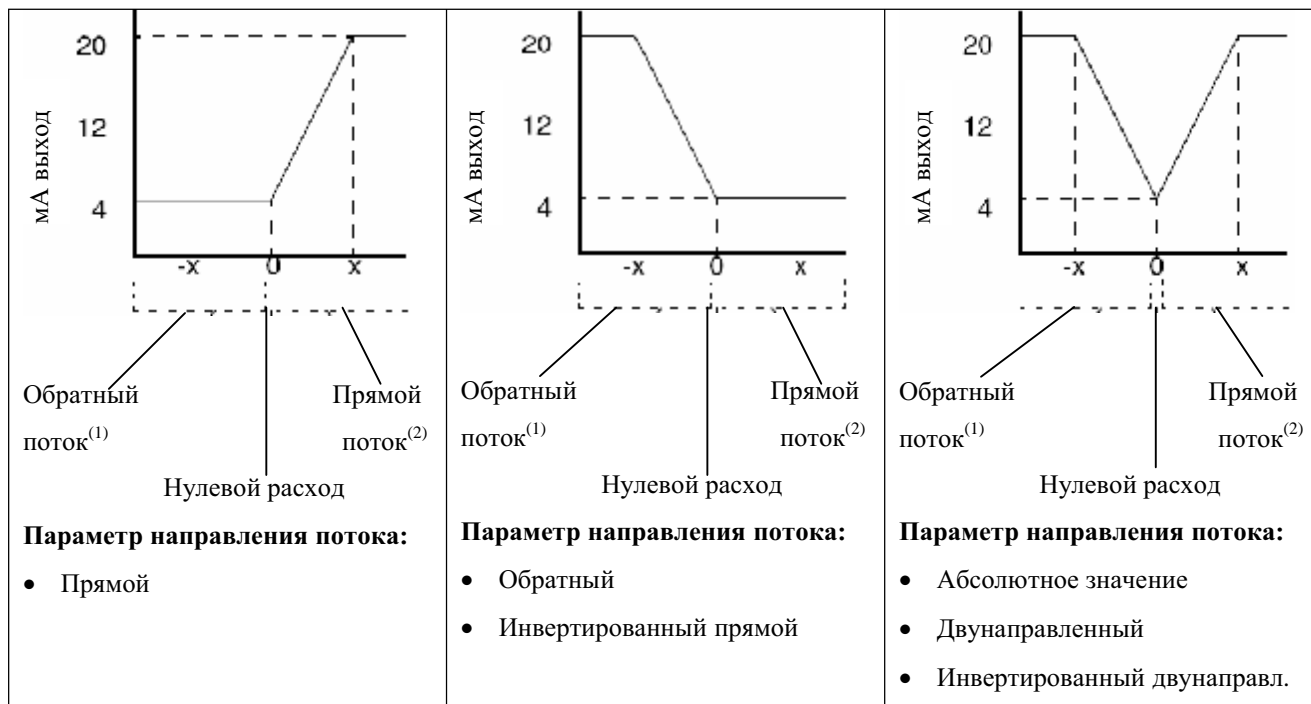 20
12
4
мА выход
-x 0 x
Обратный
поток(1)
Прямой
поток(2)
Нулевой расход
Параметр направления потока:
• Прямой
20
12
4
мА выход
-x 0 x
Обратный
поток(1)
Прямой
поток(2)
Нулевой расход
Параметр направления потока:
• Обратный
• Инвертированный прямой
20
12
4
мА выход
-x 0 x
Обратный
поток(1)
Прямой
поток(2)
Нулевой расход
Параметр направления потока:
• Абсолютное значение
• Двунаправленный
• Инвертированный двунаправл.